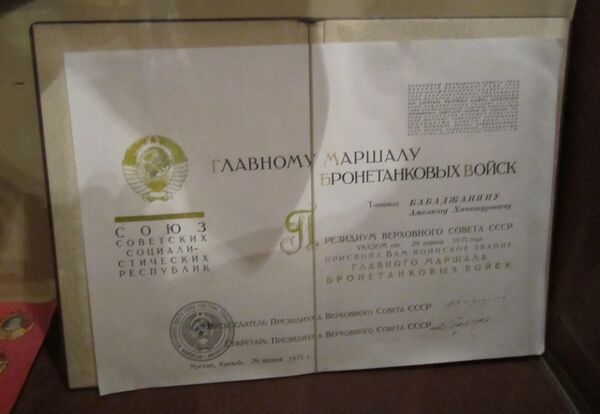 СОЮЗ
СОВЕТСКИХ
СОЦИАЛИ-
СТИЧЕСКИХ
РЕСПУБЛИК
ГЛАВНОМУ МАРШАЛУ
БРОНЕТАНКОВЫХ ВОЙСК
Товарищу БАБАДЖАНЯНУ
Амазаспу Хачатуровичу
ПРЕЗИДИУМ ВЕРХОВНОГО СОВЕТА СССР
УКАЗОМ от 29 апреля 1975 года
ПРИСВОИЛ ВАМ ВОИНСКОЕ ЗВАНИЕ
ГЛАВНОГО МАРШАЛА
БРОНЕТАНКОВЫХ ВОЙСК
ПРЕДСЕДАТЕЛЬ ПРЕЗИДИУМА ВЕРХОВНОГО СОВЕТА СССР
СЕКРЕТАРЬ ПРЕЗИДИУМА ВЕРХОВНОГО СОВЕТА СССР
Москва, Кремль. 29 апреля 1975 г.